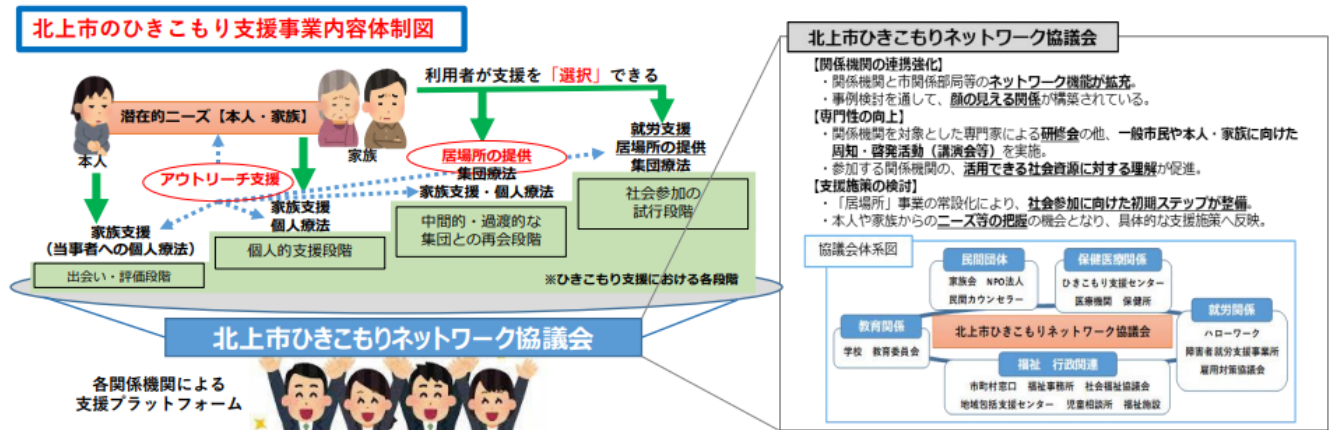 北上市のひきこもり支援事業内容体制図
利用者が支援を「選択」できる
潜在的ニーズ【本人・家族】
本人
家族
アウトリーチ支援
居場所の提供
集団療法
家族支援・個人療法
就労支援
居場所の提供
集団療法
家族支援
個人療法
家族支援
(当事者への個人療法)
社会参加の
試行段階
中間的・過渡的な
集団との再会段階
個人的支援段階
出会い・評価段階
※ひきこもり支援における各段階
北上市ひきこもりネットワーク協議会
各関係機関による
支援プラットフォーム
北上市ひきこもりネットワーク協議会
【関係機関の連携強化】
・関係機関と市関係部局等のネットワーク機能が拡充。
・事例検討を通して、顔の見える関係が構築されている。
【専門性の向上】
・関係機関を対象とした専門家による研修会の他、一般市民や本人・家族に向けた
周知・啓発活動(講演会等)を実施。
・参加する関係機関の、活用できる社会資源に対する理解が促進。
【支援施策の検討】
・「居場所」事業の常設化により、社会参加に向けた初期ステップが整備。
・本人や家族からのニーズ等の把握の機会となり、具体的な支援施策へ反映。
協議会体系図
民間団体
家族会 NPO法人
民間カウンセラー
保健医療関係
ひきこもり支援センター
医療機関 保健所
教育関係
学校 教育委員会
北上市ひきこもりネットワーク協議会
就労関係
ハローワーク
障害者就労支援事業所
雇用対策協議会
福祉 行政関連
市町村窓口 福祉事務所 社会福祉協議会
地域包括支援センター 児童相談所 福祉施設